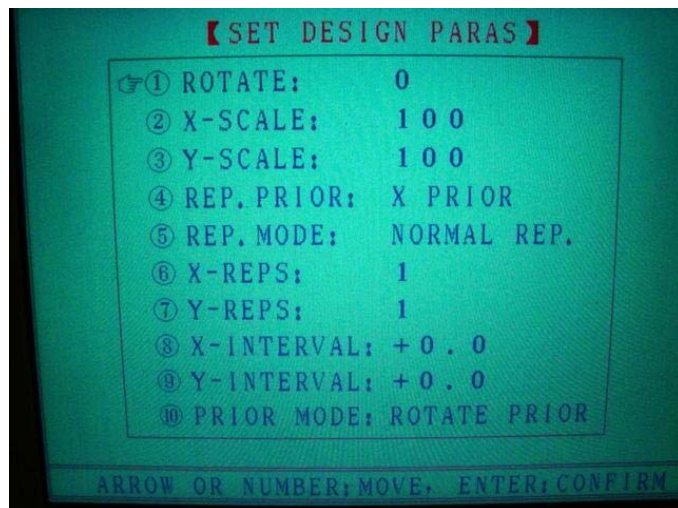 【SET DESIGN PARAS】
☞① ROTATE: 0
② X-SCALE: 100
③ Y-SCALE: 100
④ REP.PRIOR: X PRIOR
⑤ REP.MODE: NORMAL REP.
⑥ X-REPS: 1
⑦ Y-REPS: 1
⑧ X-INTERVAL: +0.0
⑨ Y-INTERVAL: +0.0
⑩ PRIOR MODE: ROTATE PRIOR
ARROW OR NUMBER:MOVE, ENTER:CONFIRM